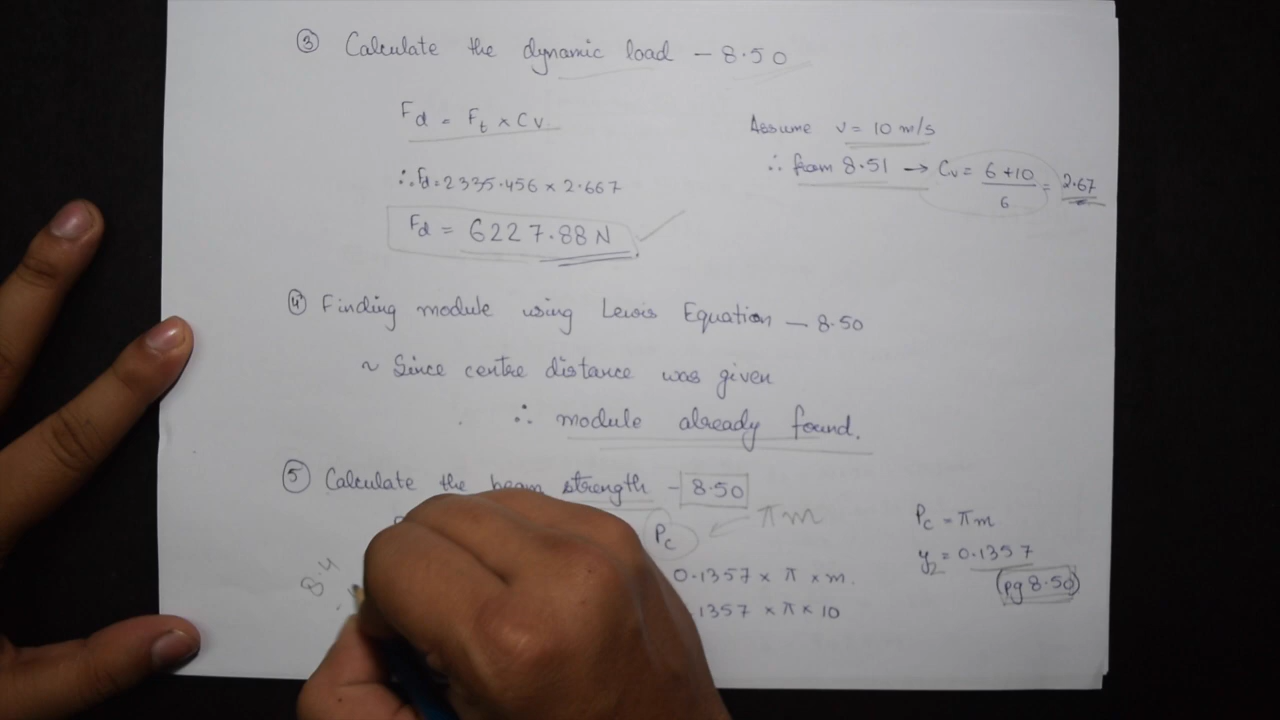 ③ Calculate the dynamic load - 8.50
Fd = Ft × Cv
Assume v = 10 m/s
∴ from 8.51 → Cv = 6+10 / 6 = 2.67
∴ Fd = 2335.456 × 2.667
Fd = 6227.88 N
④ Finding module using Lewis Equation - 8.50
~ Since centre distance was given
∴ module already found.
⑤ Calculate the beam strength - 8.50
Pc ← πm
Pc = πm
y2 = 0.1357
(pg 8.50)
0.1357 × π × m.
.1357 × π × 10
8.4